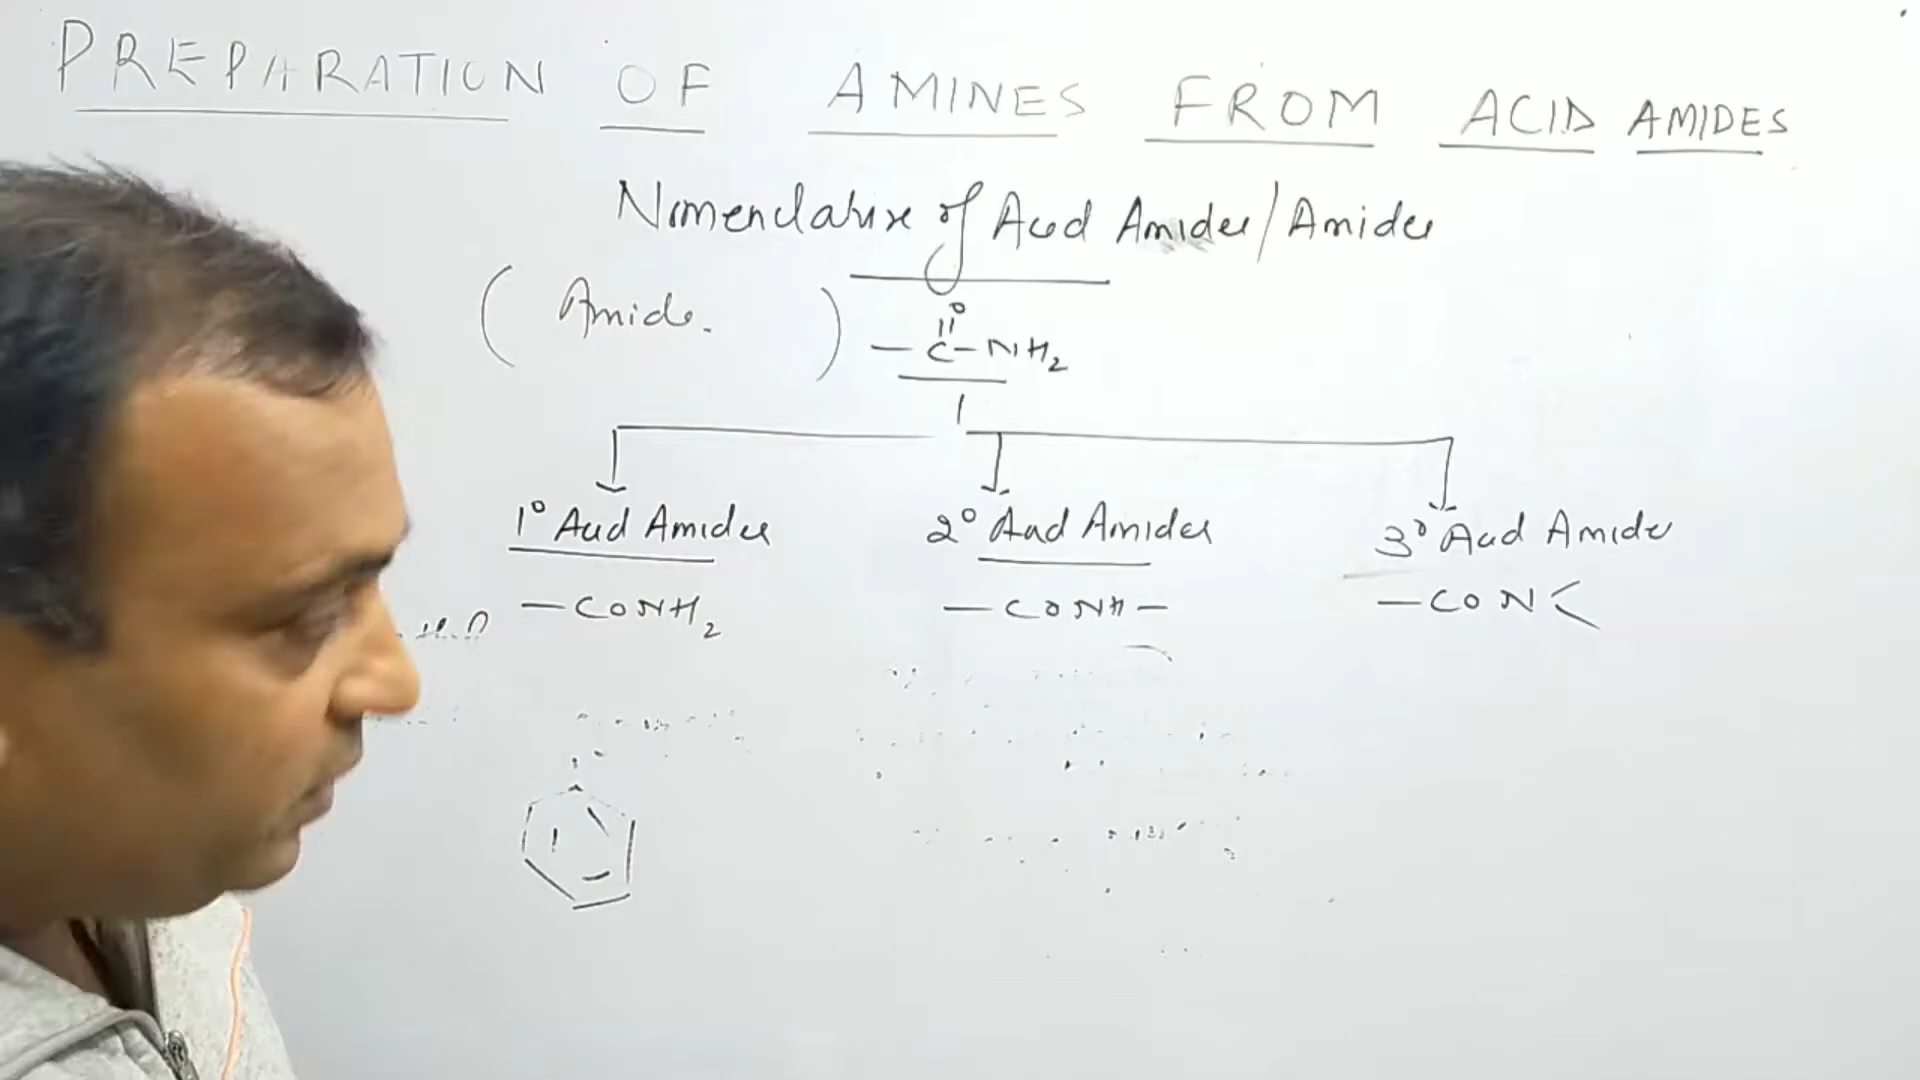 PREPARATION OF AMINES FROM ACID AMIDES
Nomenclature of Acid Amides/Amides
(Amide.)
O
||
—C—NH₂
1° Acid Amides 2° Acid Amides 3° Acid Amide
—CONH₂ —CONH— —CON<